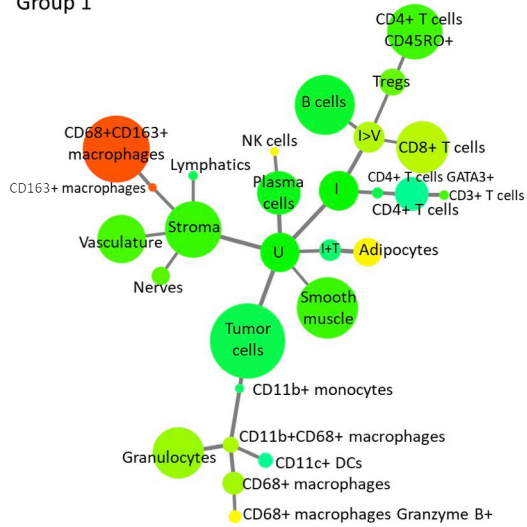 Group 1
CD4+ T cells
CD45RO+
Tregs
B cells
I>V
CD8+ T cells
CD68+CD163+
macrophages
NK cells
Lymphatics
CD163+ macrophages
Plasma
cells
I
CD4+ T cells GATA3+
CD3+ T cells
CD4+ T cells
Stroma
Vasculature
U
I+T
Adipocytes
Nerves
Smooth
muscle
Tumor
cells
CD11b+ monocytes
CD11b+CD68+ macrophages
Granulocytes
CD11c+ DCs
CD68+ macrophages
CD68+ macrophages Granzyme B+